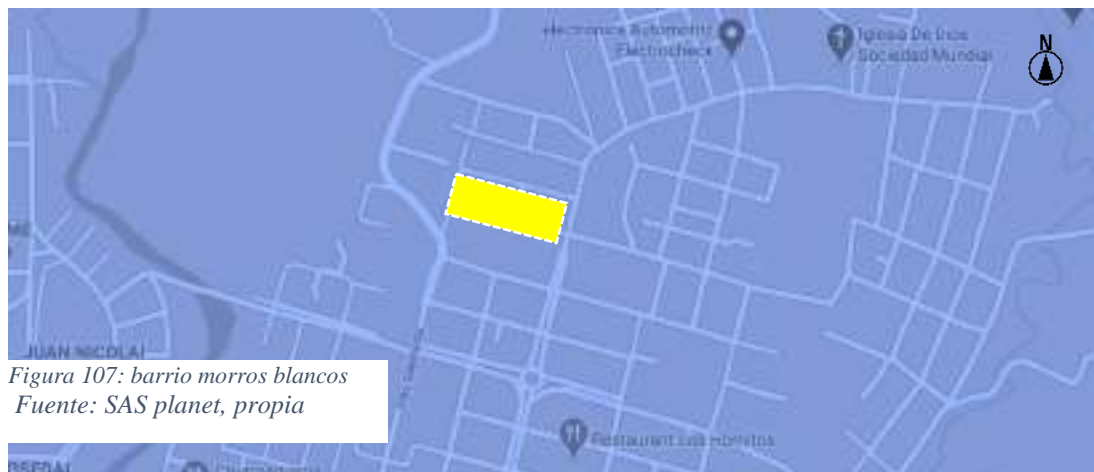 Electronica Automotriz
Electrocheck
Iglesia De Dios
Sociedad Mundial
N
JUAN NICOLAI
Figura 107: barrio morros blancos
Fuente: SAS planet, propia
Restaurant Los Hornitos